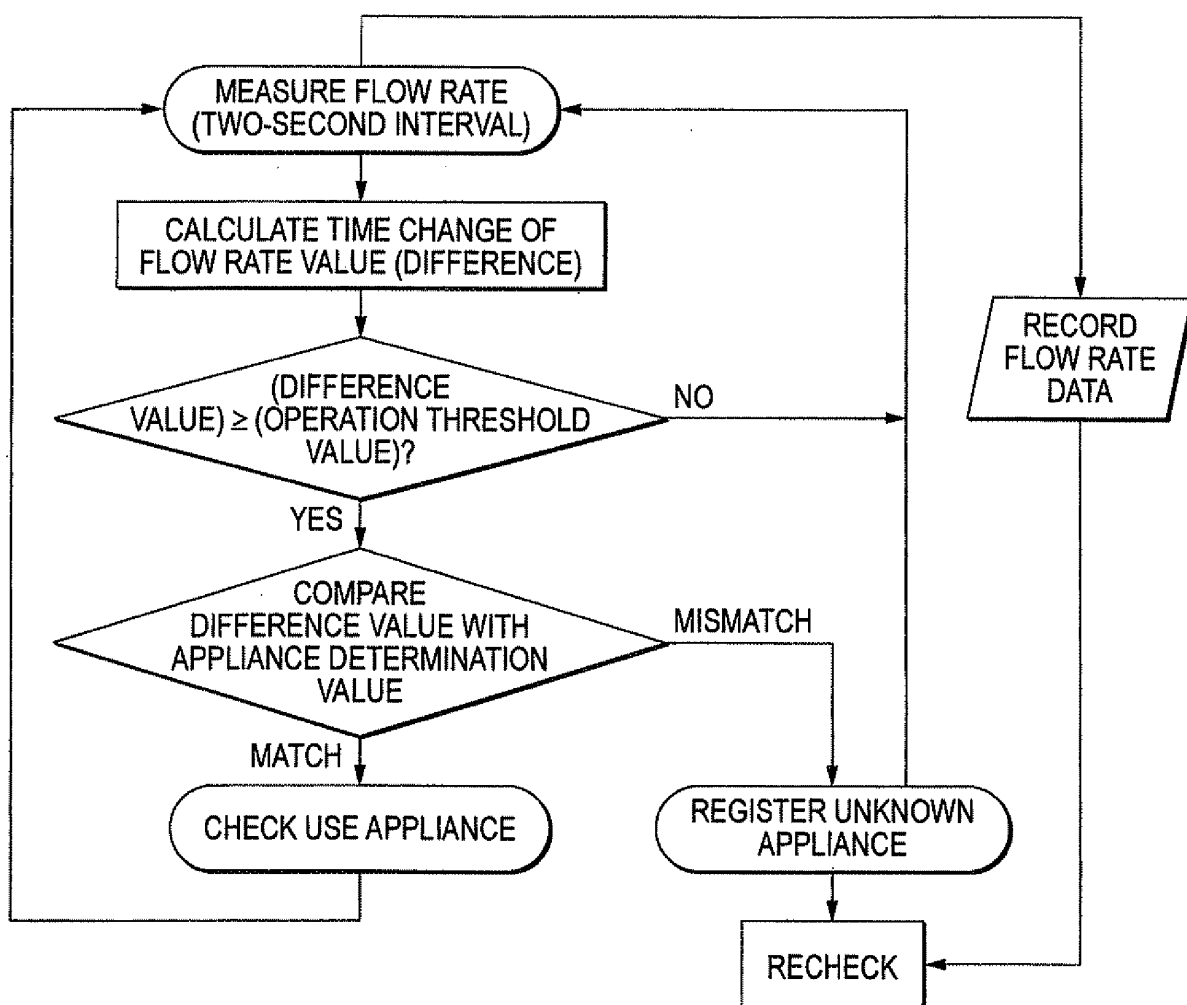 MEASURE FLOW RATE
(TWO-SECOND INTERVAL)
CALCULATE TIME CHANGE OF
FLOW RATE VALUE (DIFFERENCE)
RECORD
FLOW RATE
DATA
(DIFFERENCE
VALUE) ≥ (OPERATION THRESHOLD
VALUE)?
NO
YES
COMPARE
DIFFERENCE VALUE WITH
APPLIANCE DETERMINATION
VALUE
MISMATCH
MATCH
CHECK USE APPLIANCE
REGISTER UNKNOWN
APPLIANCE
RECHECK